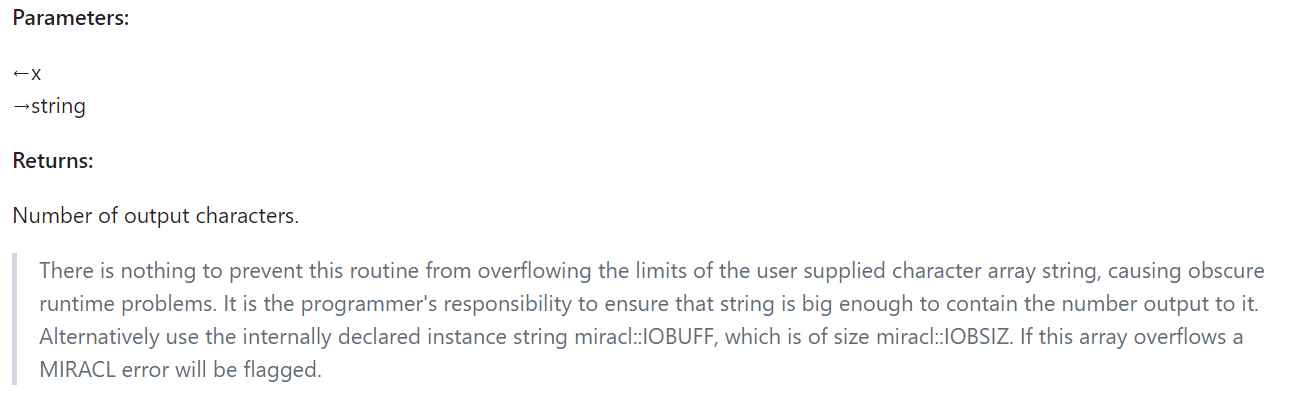 Parameters:
←x
→string
Returns:
Number of output characters.
There is nothing to prevent this routine from overflowing the limits of the user supplied character array string, causing obscure
runtime problems. It is the programmer's responsibility to ensure that string is big enough to contain the number output to it.
Alternatively use the internally declared instance string miracl::IOBUFF, which is of size miracl::IOBSIZ. If this array overflows a
MIRACL error will be flagged.